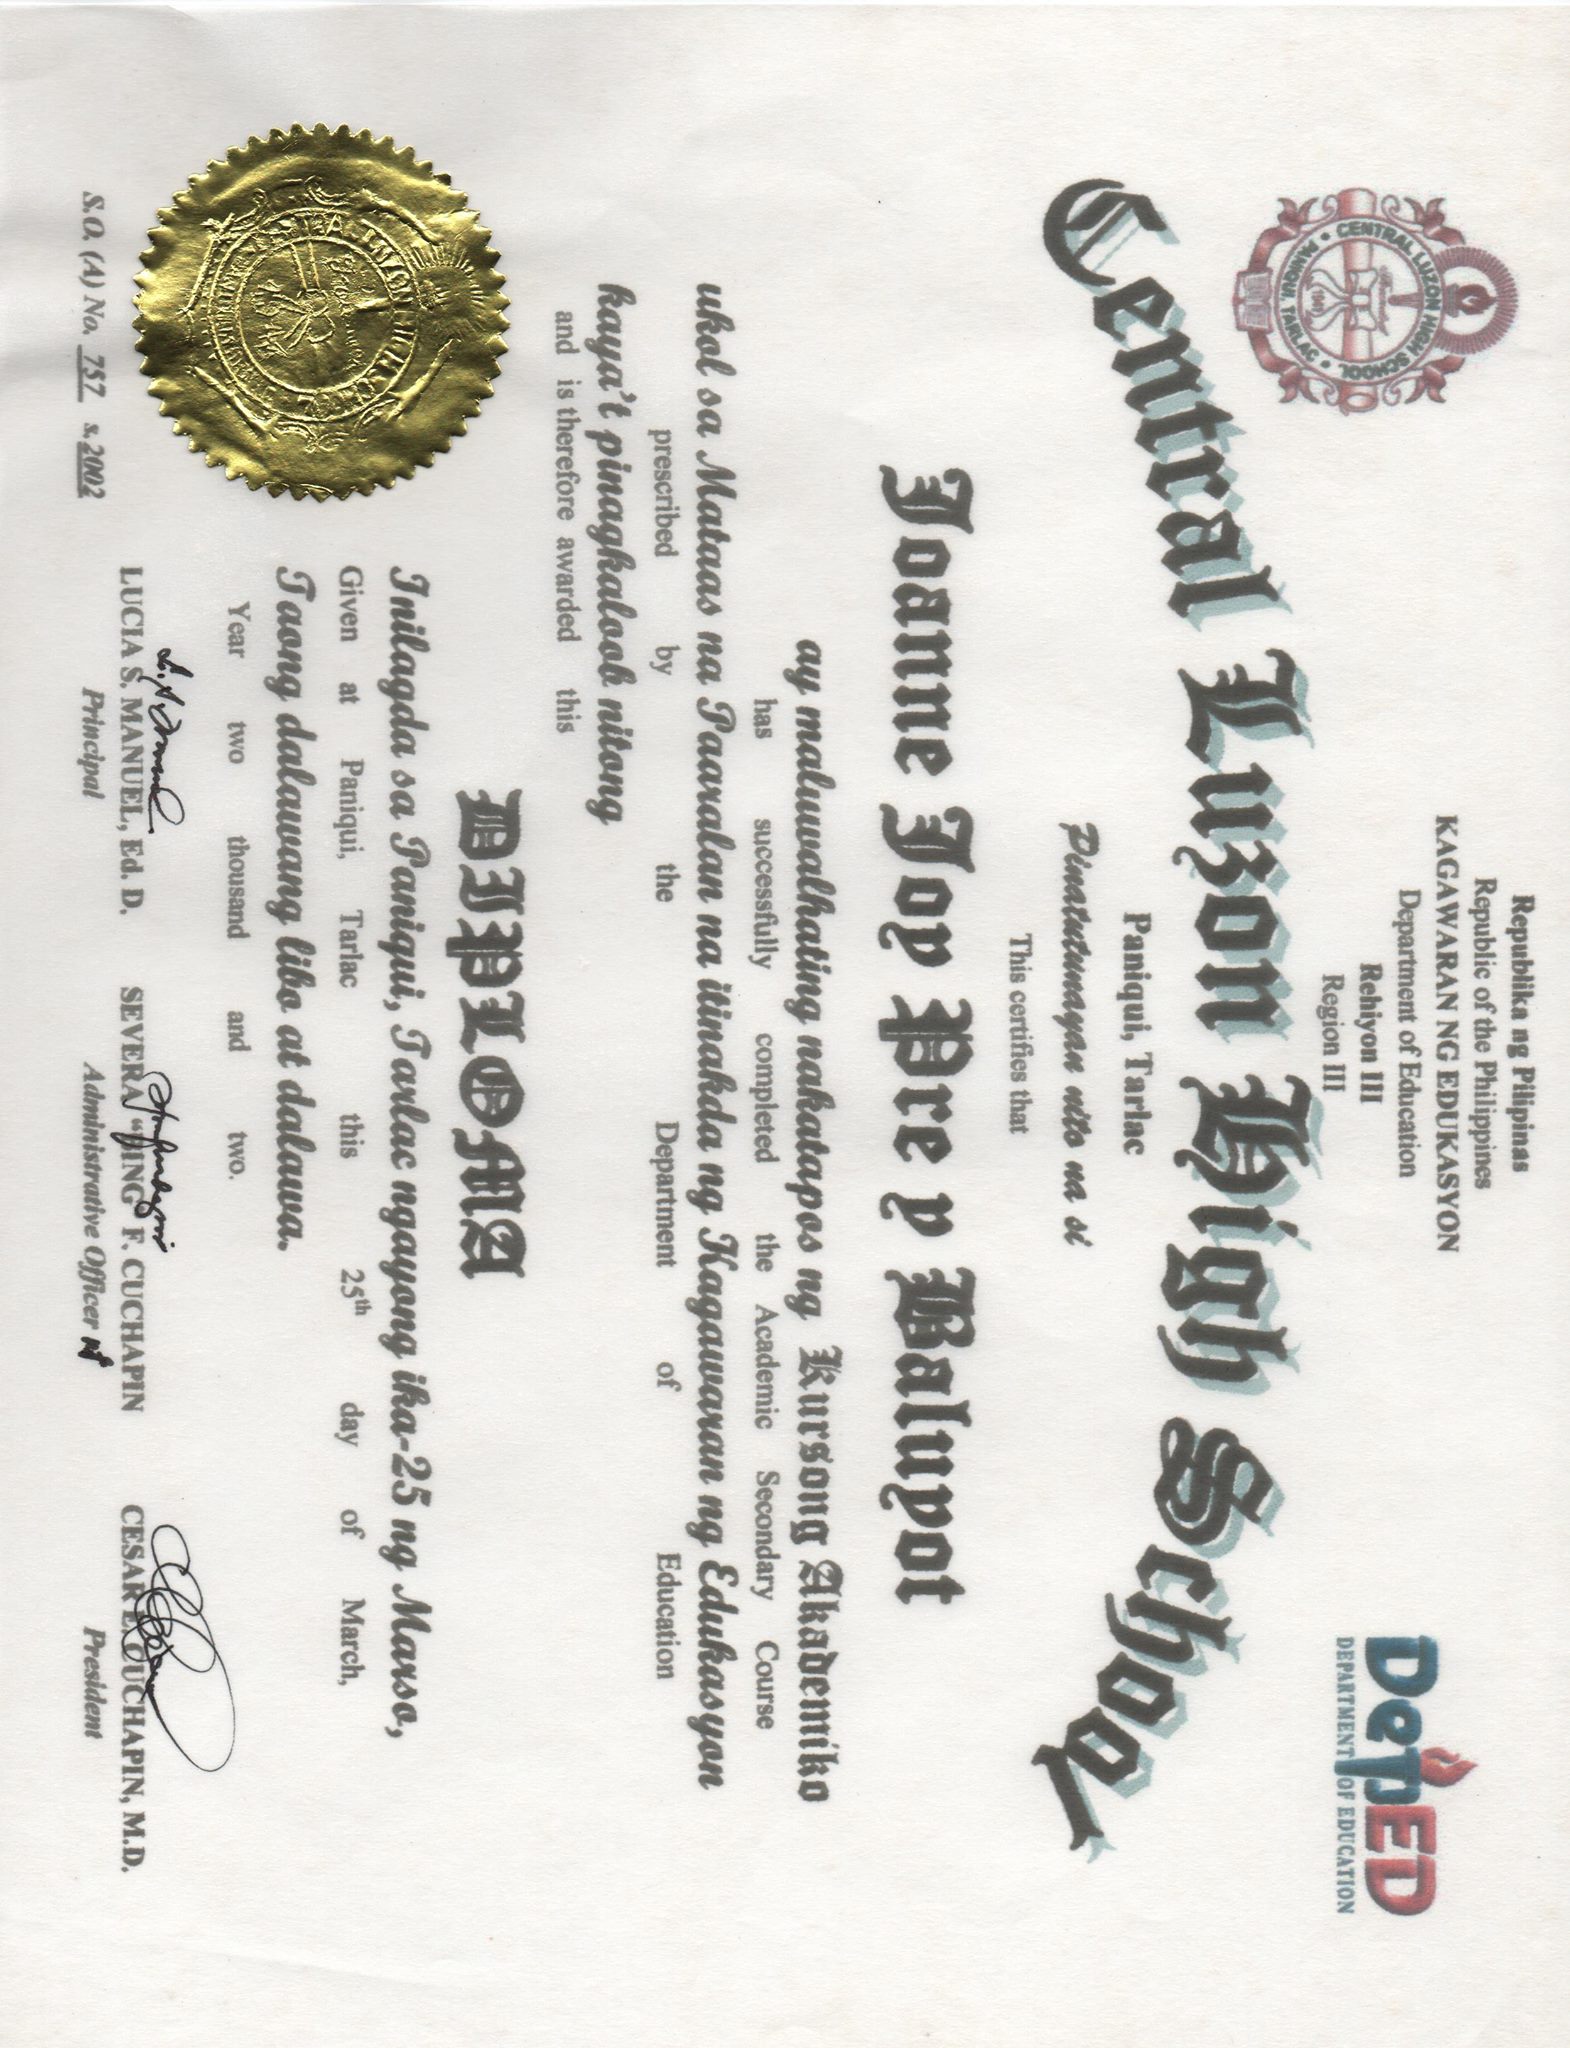 Republika ng Pilipinas
Republic of the Philippines
KAGAWARAN NG EDUKASYON
Department of Education
Rehiyon III
Region III
CENTRAL LUZON HIGH SCHOOL
PANIQUI, TARLAC
DepED
DEPARTMENT OF EDUCATION
Central Luzon High School
Paniqui, Tarlac
Pinatutunayan nito na si
This certifies that
Joanne Joy Pre y Baluyot
ay maluwalhating nakatapos ng Kursong Akademiko
has successfully completed the Academic Secondary Course
ukol sa Mataas na Paaralan na itinakda ng Kagawaran ng Edukasyon
prescribed by the Department of Education
kaya't pinagkaloob nitong
and is therefore awarded this
DIPLOMA
Inilagda sa Paniqui, Tarlac ngayong ika-25 ng Marso,
Given at Paniqui, Tarlac this 25th day of March,
Taong dalawang libo at dalawa.
Year two thousand and two.
LUCIA S. MANUEL, Ed. D. SEVERA "JING" F. CUCHAPIN CESAR E. CUCHAPIN, M.D.
Principal Administrative Officer President
S.O. (A) No. 757 s.2002